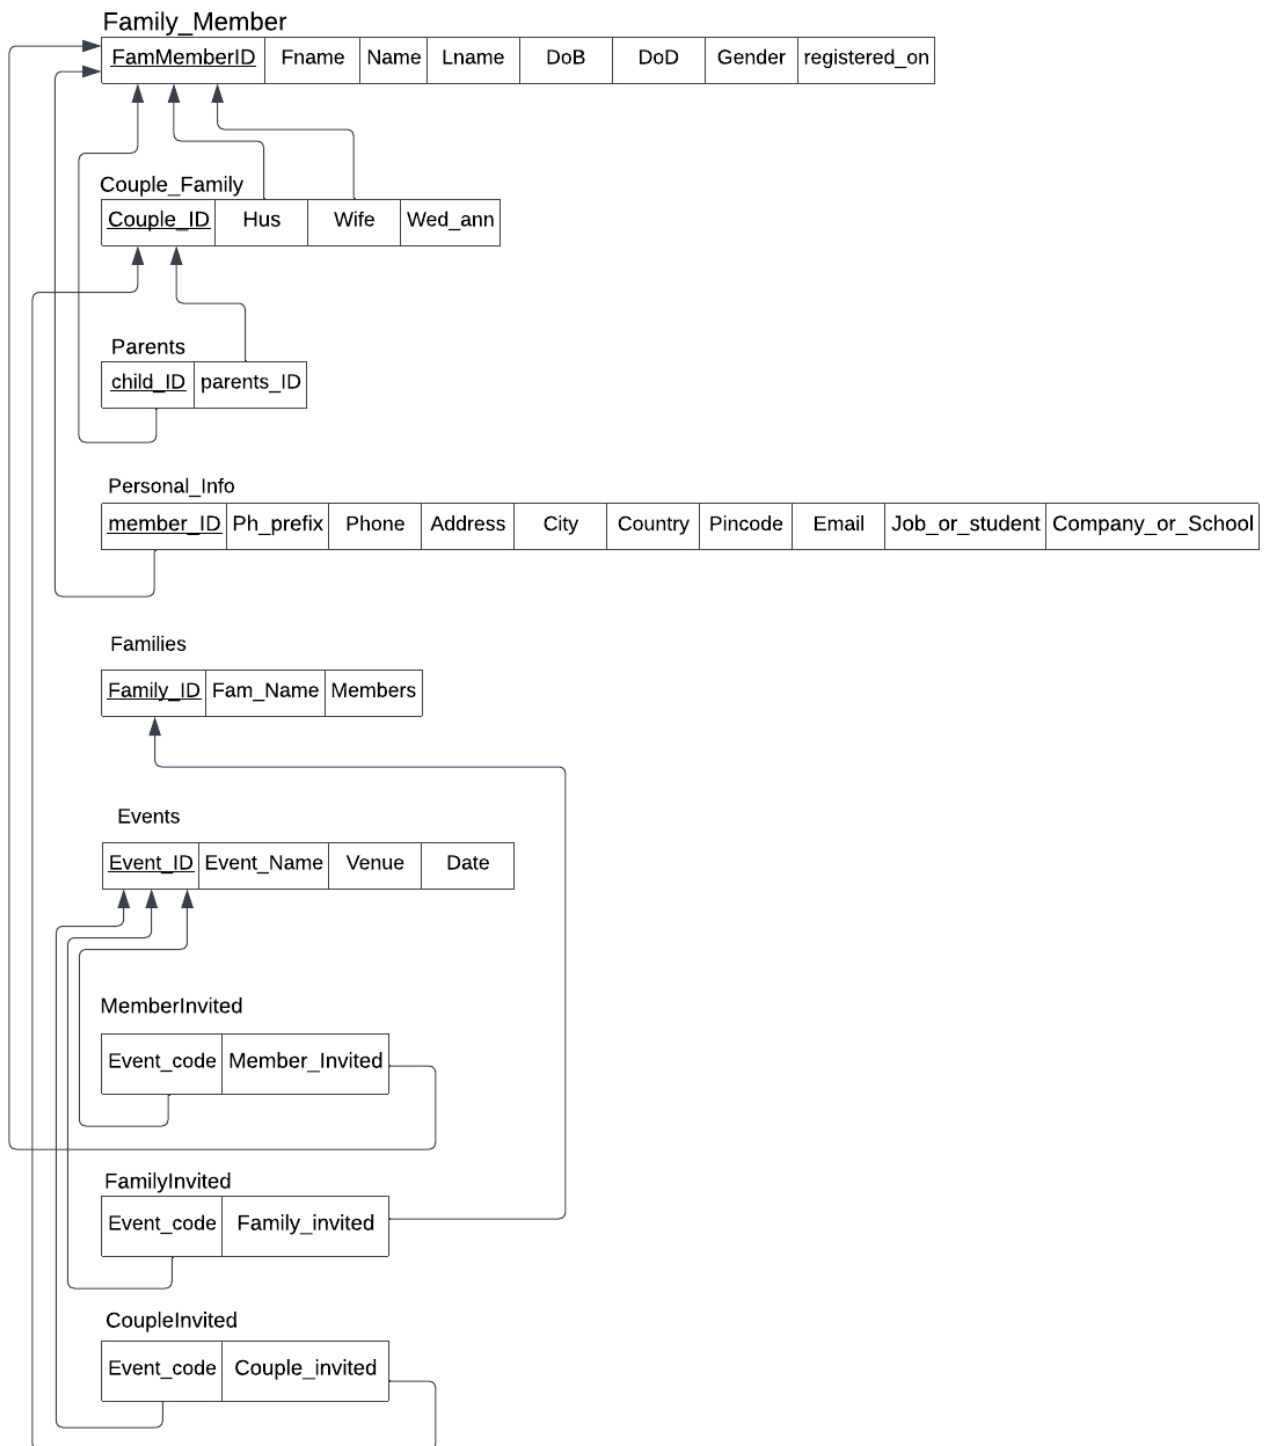 Family_Member
FamMemberID Fname Name Lname DoB DoD Gender registered_on
Couple_Family
Couple_ID Hus Wife Wed_ann
Parents
child_ID parents_ID
Personal_Info
member_ID Ph_prefix Phone Address City Country Pincode Email Job_or_student Company_or_School
Families
Family_ID Fam_Name Members
Events
Event_ID Event_Name Venue Date
MemberInvited
Event_code Member_Invited
FamilyInvited
Event_code Family_invited
CoupleInvited
Event_code Couple_invited